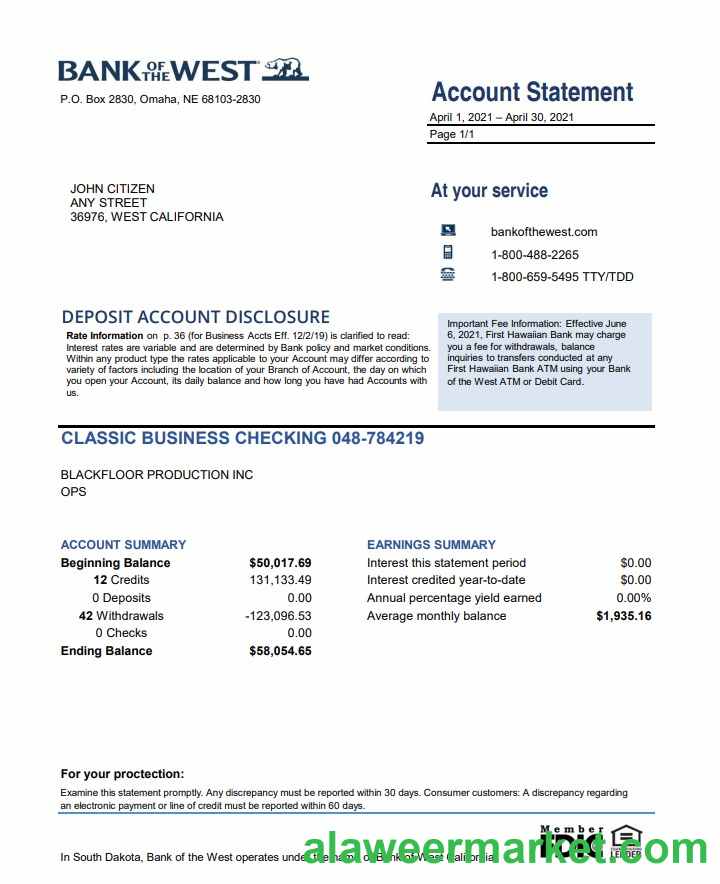 BANK OF THE WEST
P.O. Box 2830, Omaha, NE 68103-2830
Account Statement
April 1, 2021 – April 30, 2021
Page 1/1
JOHN CITIZEN
ANY STREET
36976, WEST CALIFORNIA
At your service
bankofthewest.com
1-800-488-2265
1-800-659-5495 TTY/TDD
DEPOSIT ACCOUNT DISCLOSURE
Rate Information on p. 36 (for Business Accts Eff. 12/2/19) is clarified to read:
Interest rates are variable and are determined by Bank policy and market conditions.
Within any product type the rates applicable to your Account may differ according to
variety of factors including the location of your Branch of Account, the day on which
you open your Account, its daily balance and how long you have had Accounts with
us.
Important Fee Information: Effective June
6, 2021, First Hawaiian Bank may charge
you a fee for withdrawals, balance
inquiries to transfers conducted at any
First Hawaiian Bank ATM using your Bank
of the West ATM or Debit Card.
CLASSIC BUSINESS CHECKING 048-784219
BLACKFLOOR PRODUCTION INC
OPS
ACCOUNT SUMMARY
Beginning Balance $50,017.69
12 Credits 131,133.49
0 Deposits 0.00
42 Withdrawals -123,096.53
0 Checks 0.00
Ending Balance $58,054.65
EARNINGS SUMMARY
Interest this statement period $0.00
Interest credited year-to-date $0.00
Annual percentage yield earned 0.00%
Average monthly balance $1,935.16
For your proctection:
Examine this statement promptly. Any discrepancy must be reported within 30 days. Consumer customers: A discrepancy regarding
an electronic payment or line of credit must be reported within 60 days.
Member
FDIC
LENDER
In South Dakota, Bank of the West operates under the name of Bank of West California.
alaweermarket.com